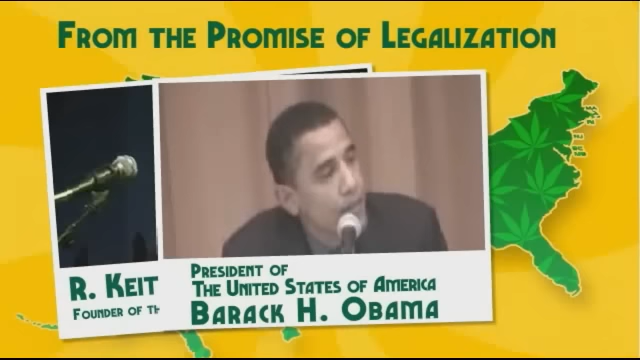 FROM THE PROMISE OF LEGALIZATION
R. KEIT
FOUNDER OF TH
PRESIDENT OF
THE UNITED STATES OF AMERICA
BARACK H. OBAMA